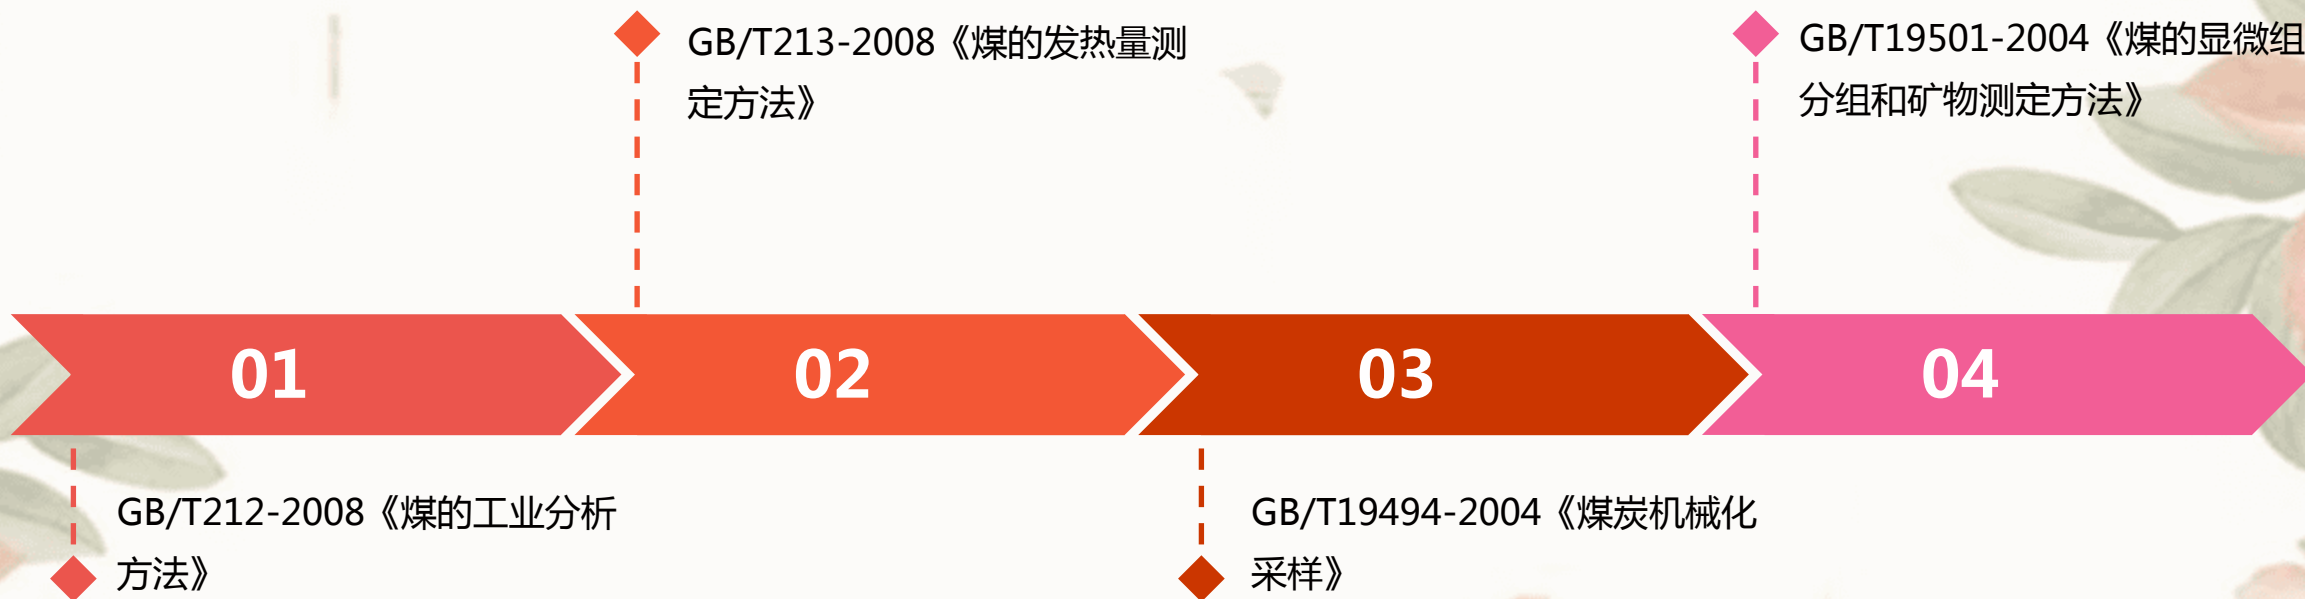 GB/T213-2008《煤的发热量测
定方法》
GB/T19501-2004《煤的显微组
分组和矿物测定方法》
01
02
03
04
GB/T212-2008《煤的工业分析
方法》
GB/T19494-2004《煤炭机械化
采样》